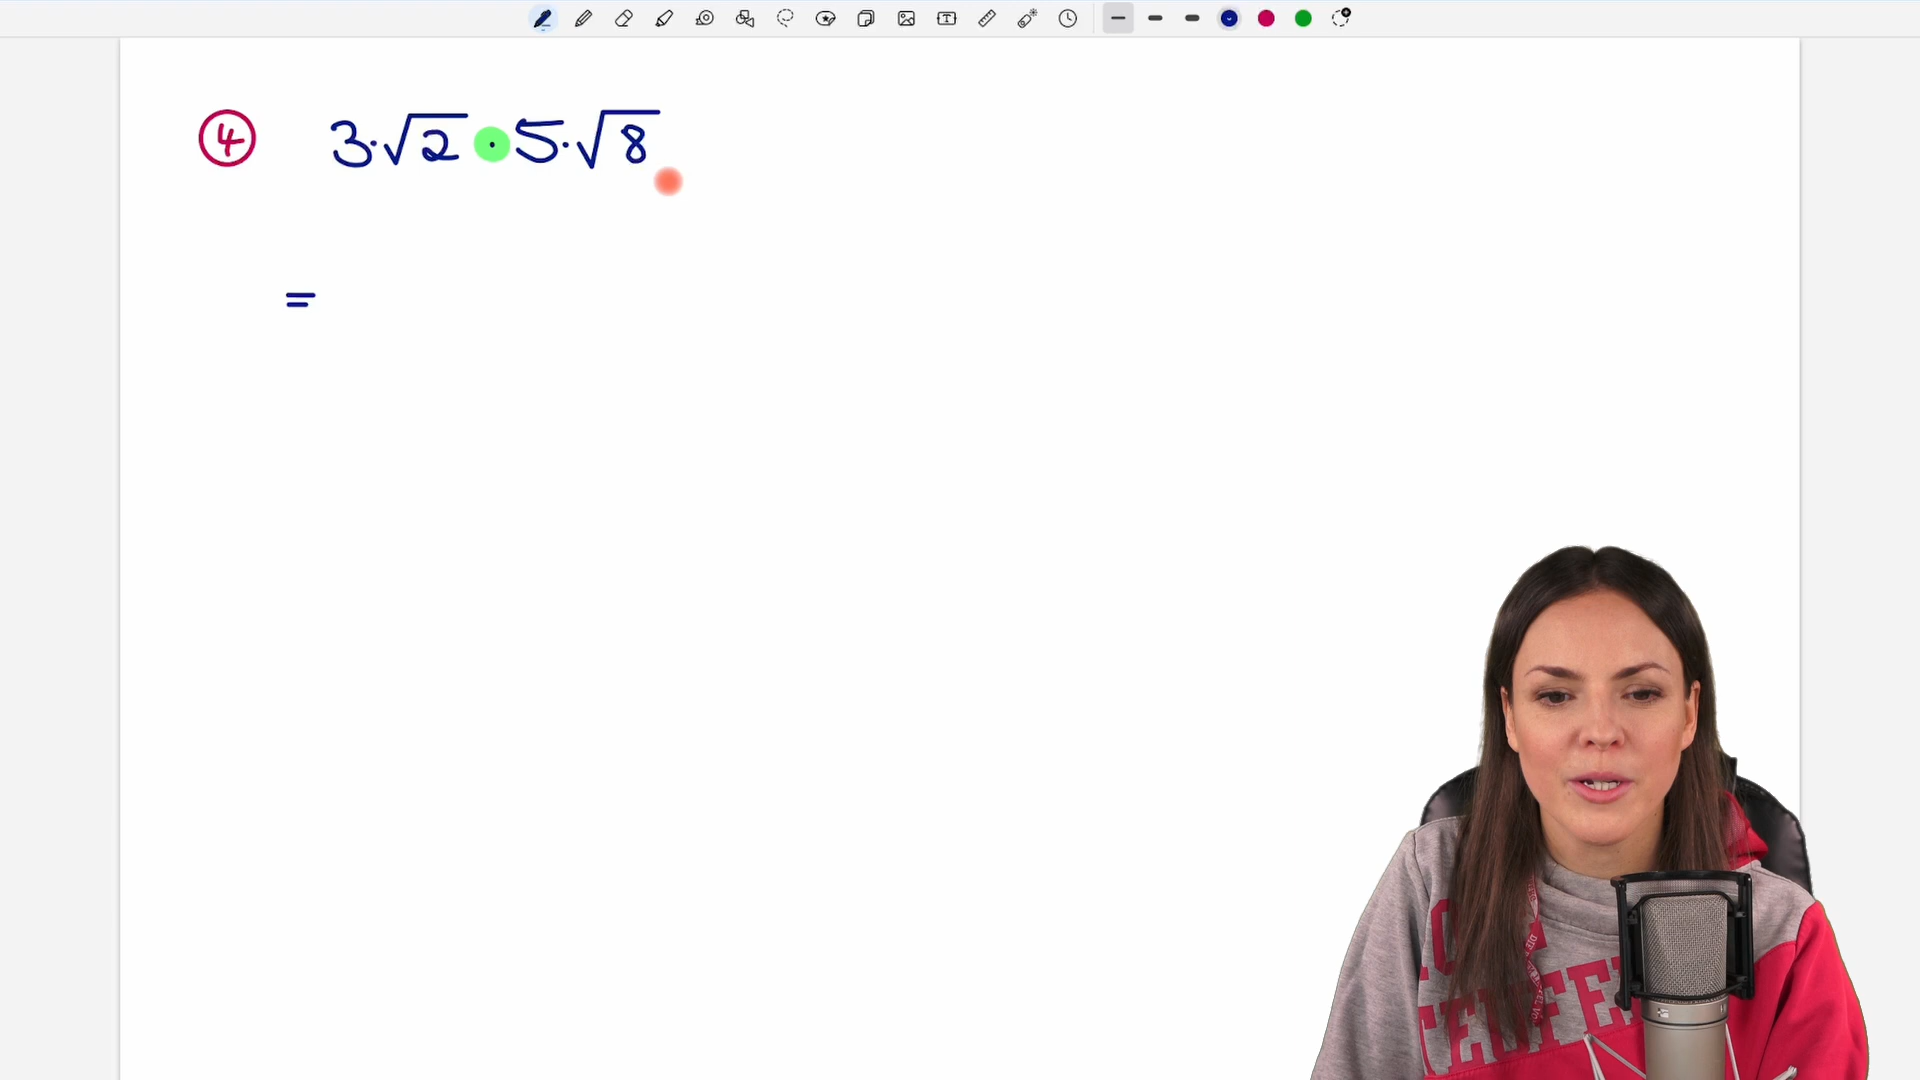 ④ 3·√2 · 5·√8
=